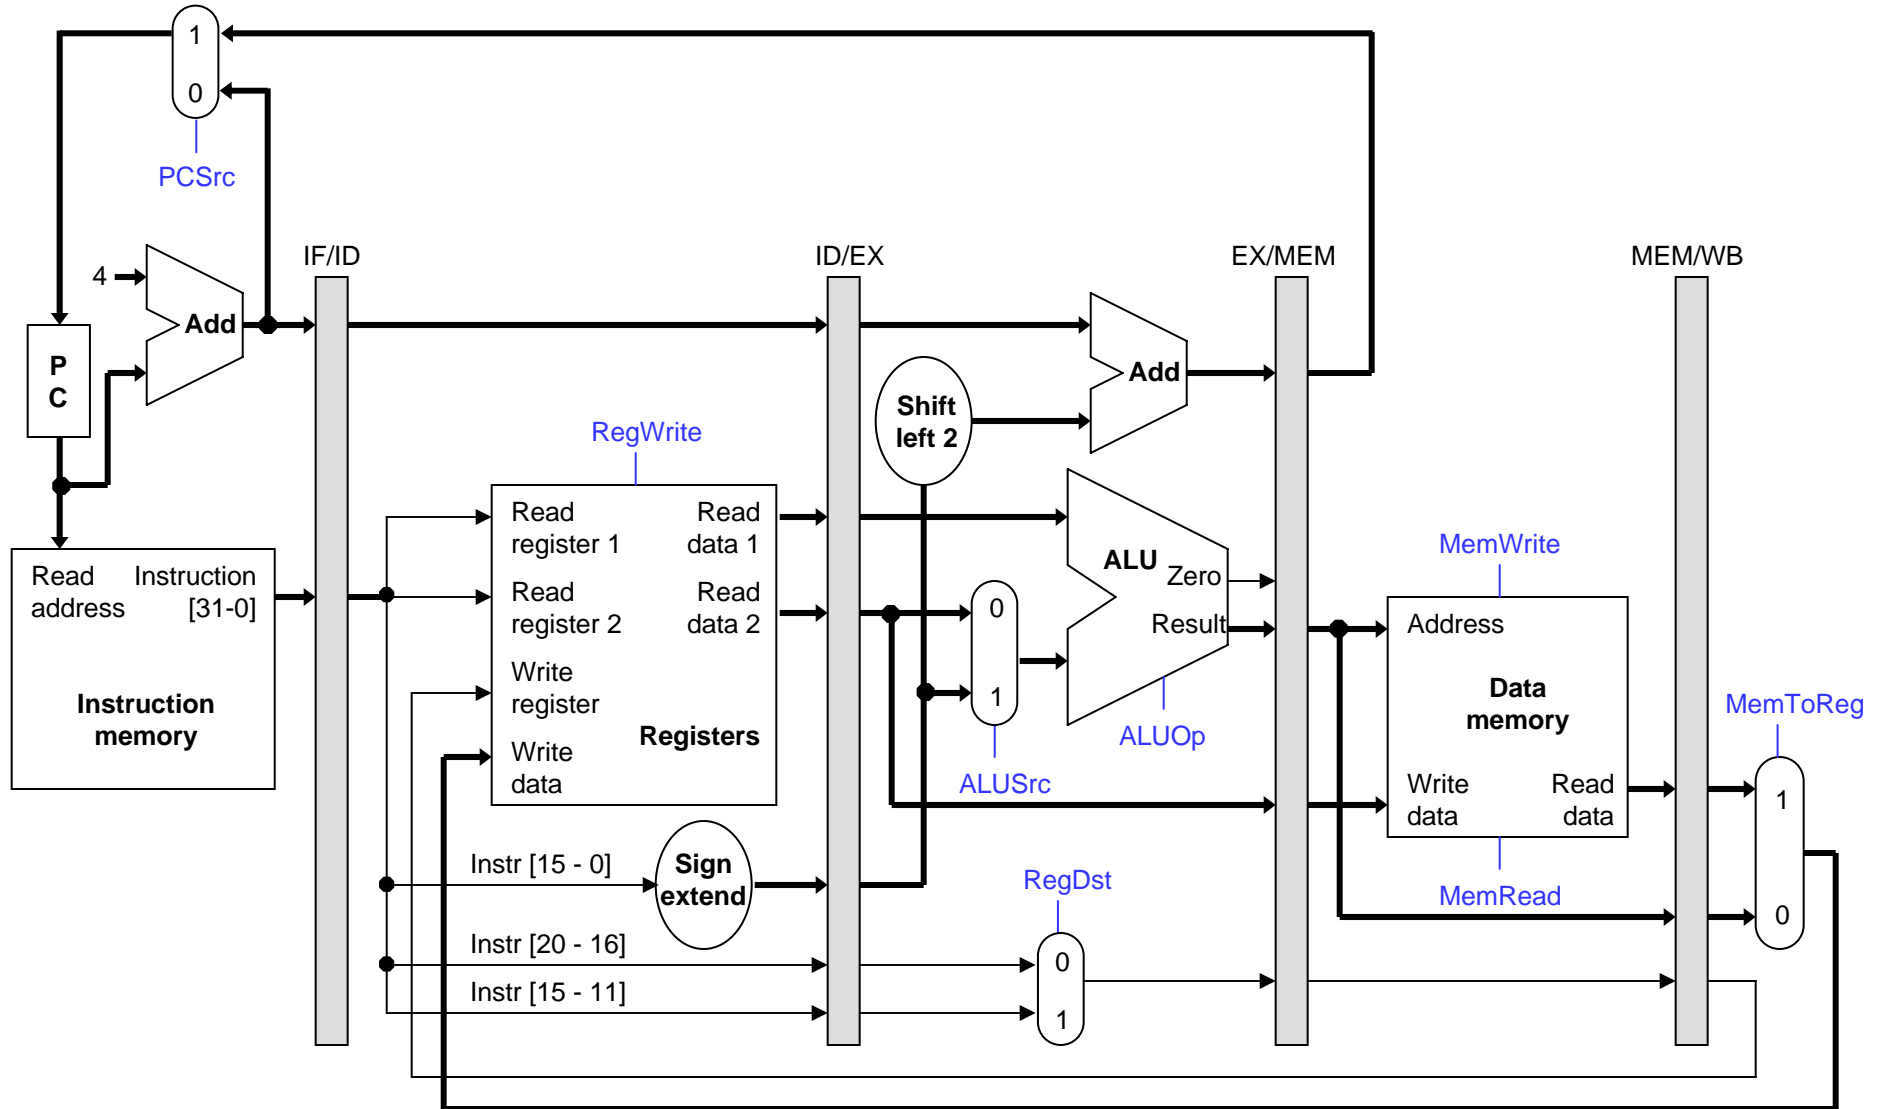 1
0
PCSrc
IF/ID
ID/EX
EX/MEM
MEM/WB
4
Add
P
C
Add
Shift
left 2
RegWrite
Read
address
Instruction
[31-0]
Instruction
memory
Read
register 1
Read
data 1
Read
register 2
Read
data 2
Write
register
Registers
Write
data
0
1
ALUSrc
ALU
Zero
Result
ALUOp
MemWrite
Address
Data
memory
Write
data
Read
data
MemRead
MemToReg
1
0
Instr [15 - 0]
Sign
extend
RegDst
Instr [20 - 16]
0
Instr [15 - 11]
1